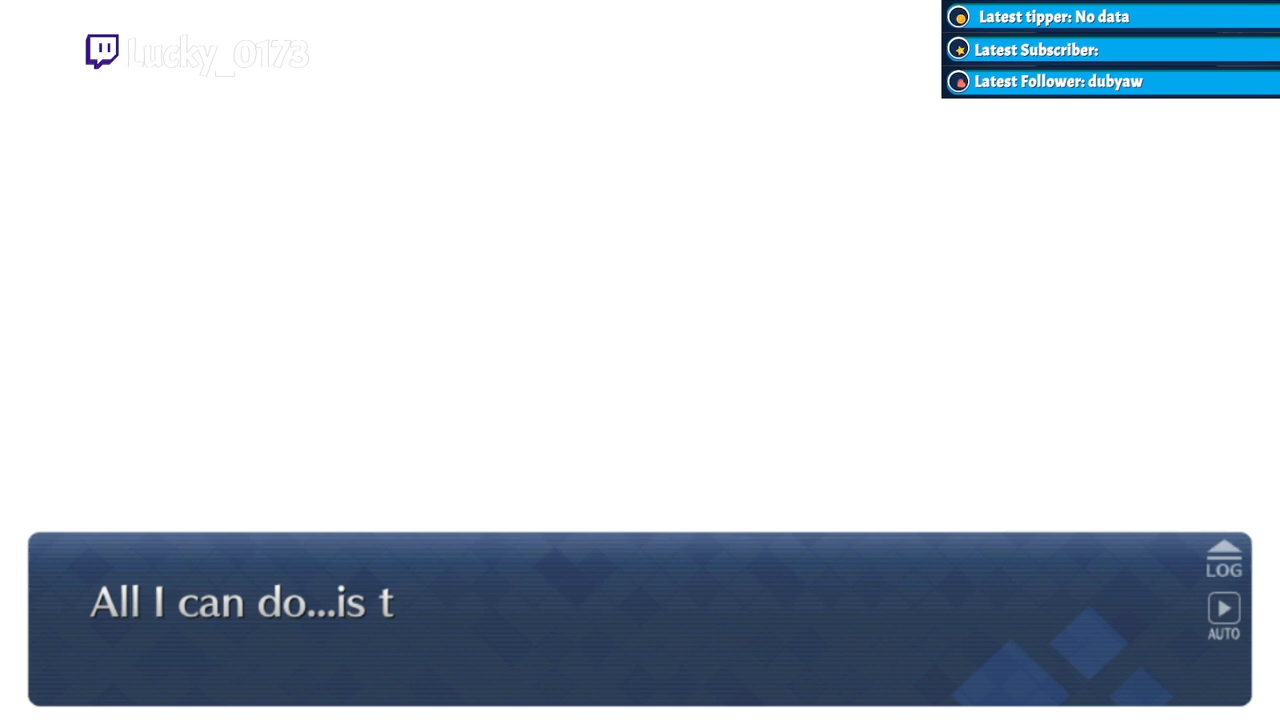 Lucky_0173
Latest tipper: No data
Latest Subscriber:
Latest Follower: dubyaw
All I can do...is t
LOG
AUTO